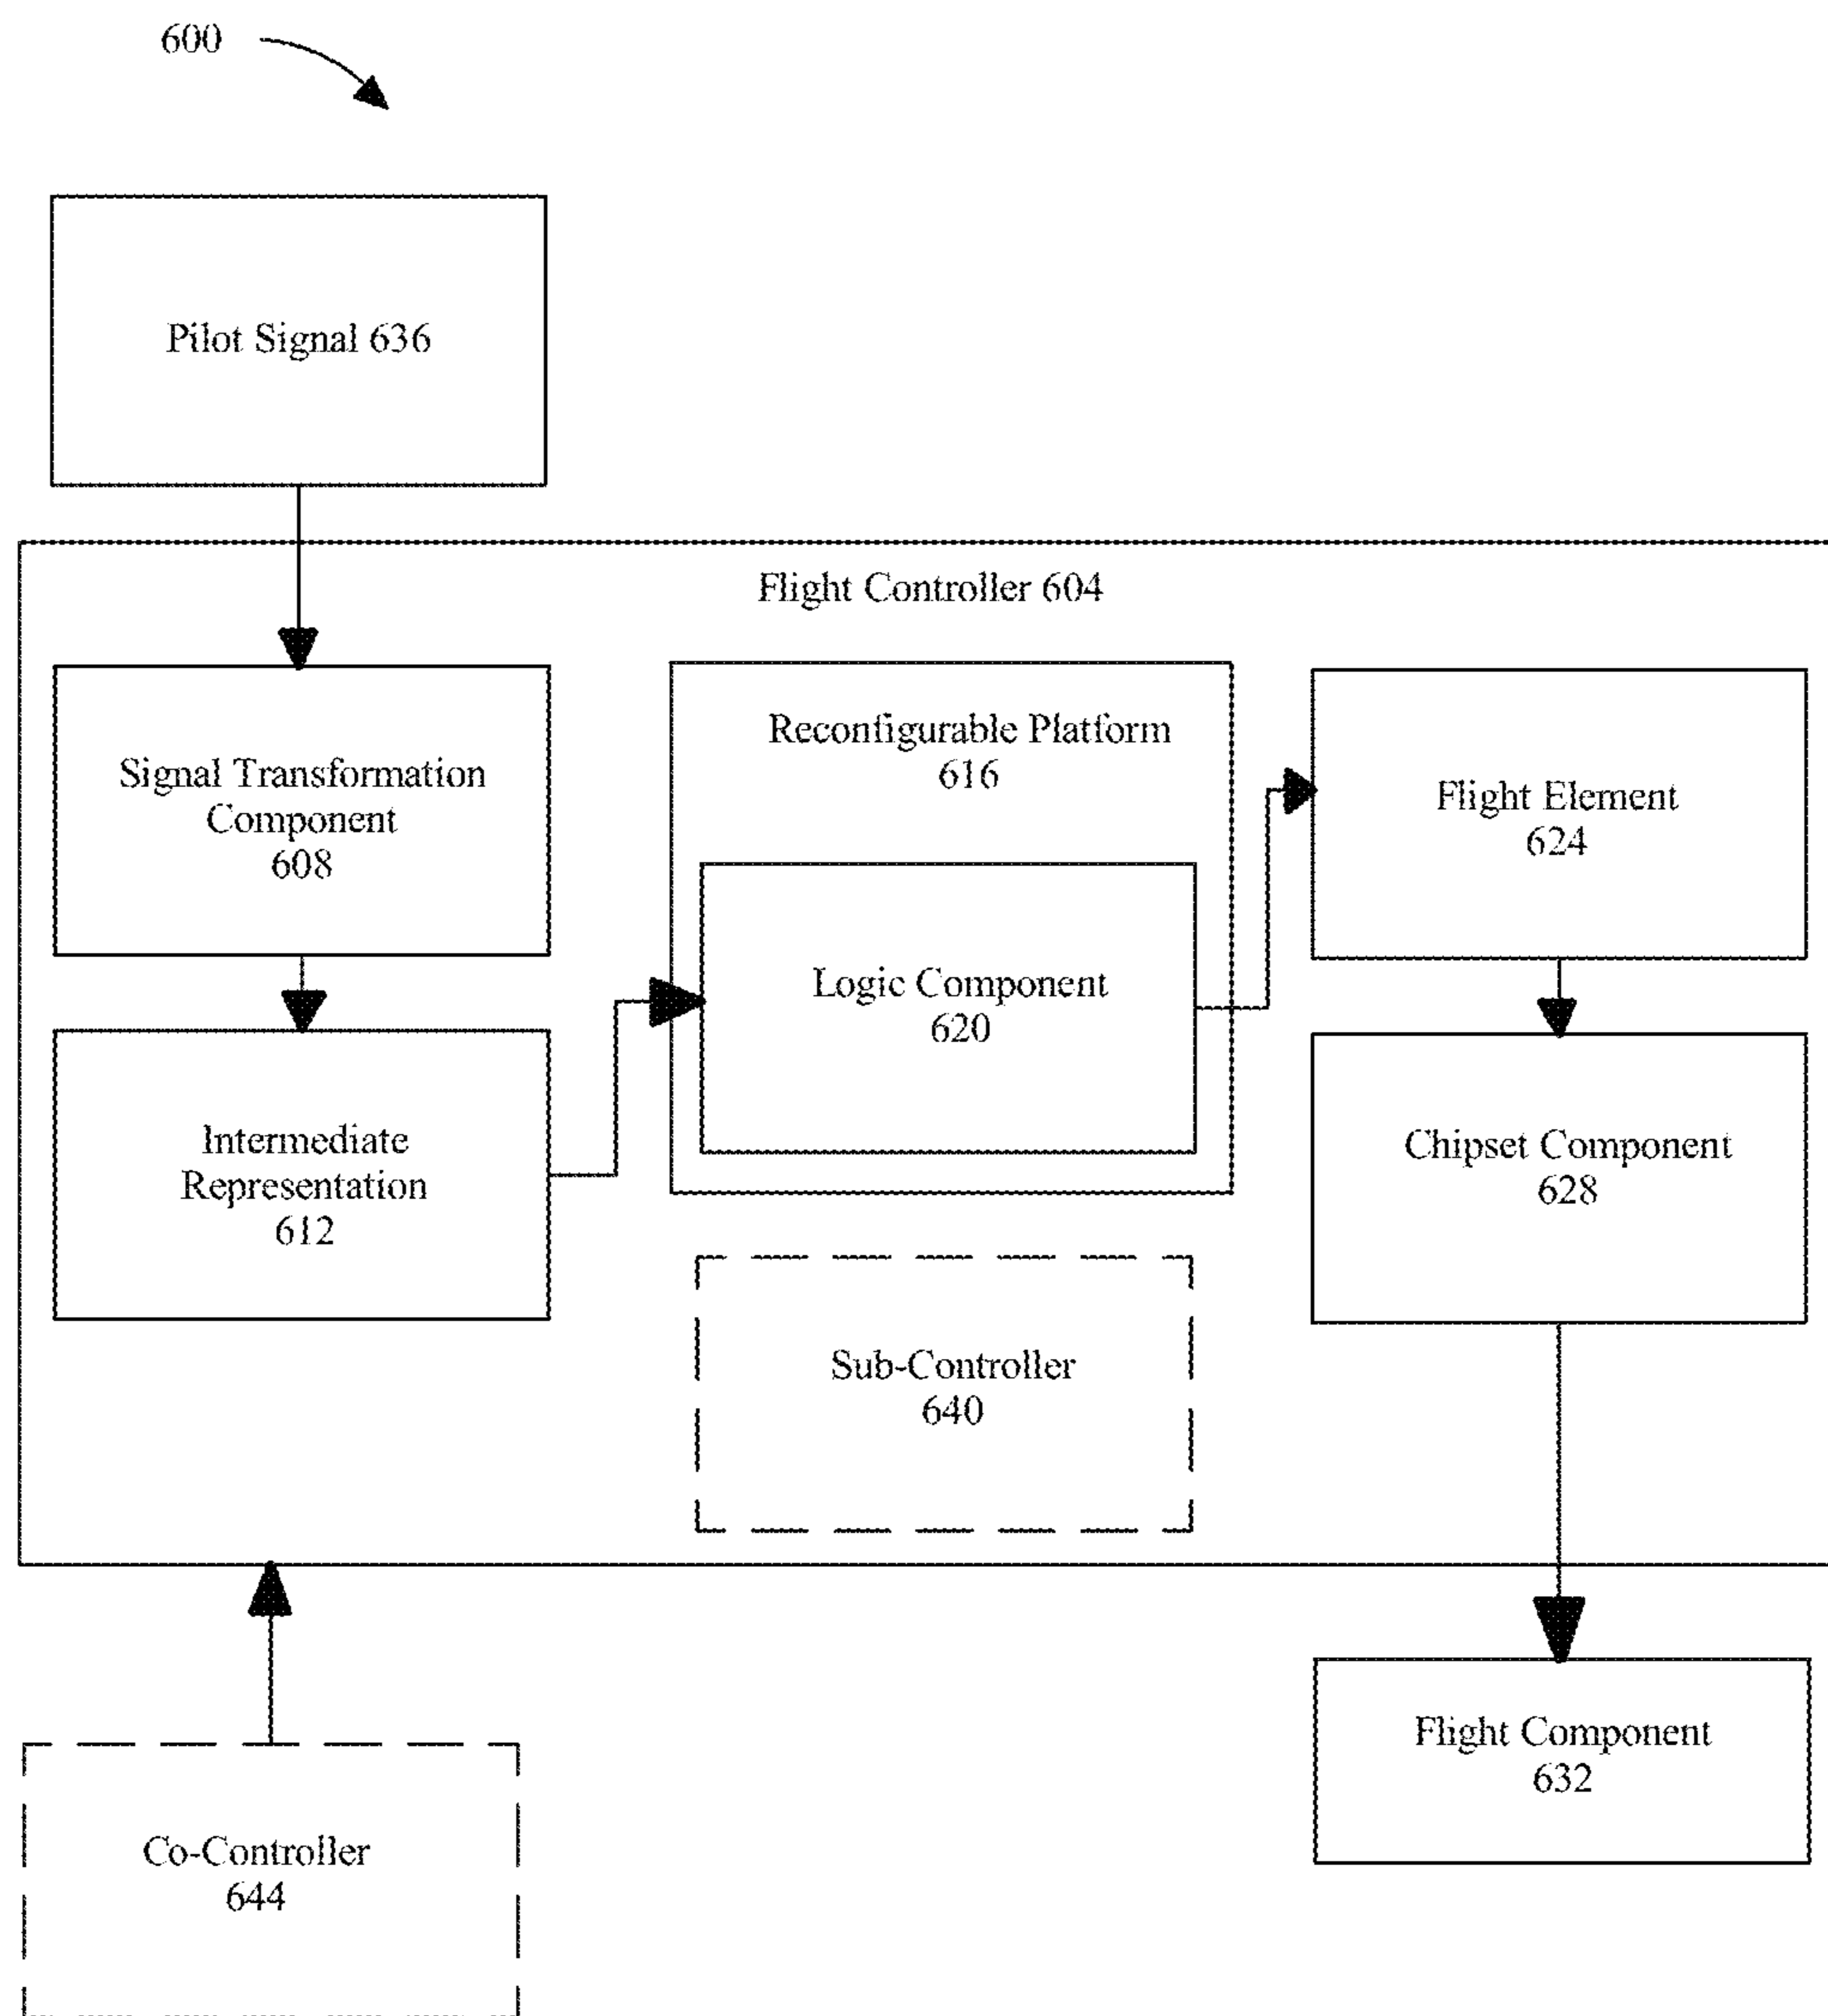 600
Pilot Signal 636
Flight Controller 604
Signal Transformation
Component
608
Intermediate
Representation
612
Reconfigurable Platform
616
Logic Component
620
Sub-Controller
640
Flight Element
624
Chipset Component
628
Flight Component
632
Co-Controller
644